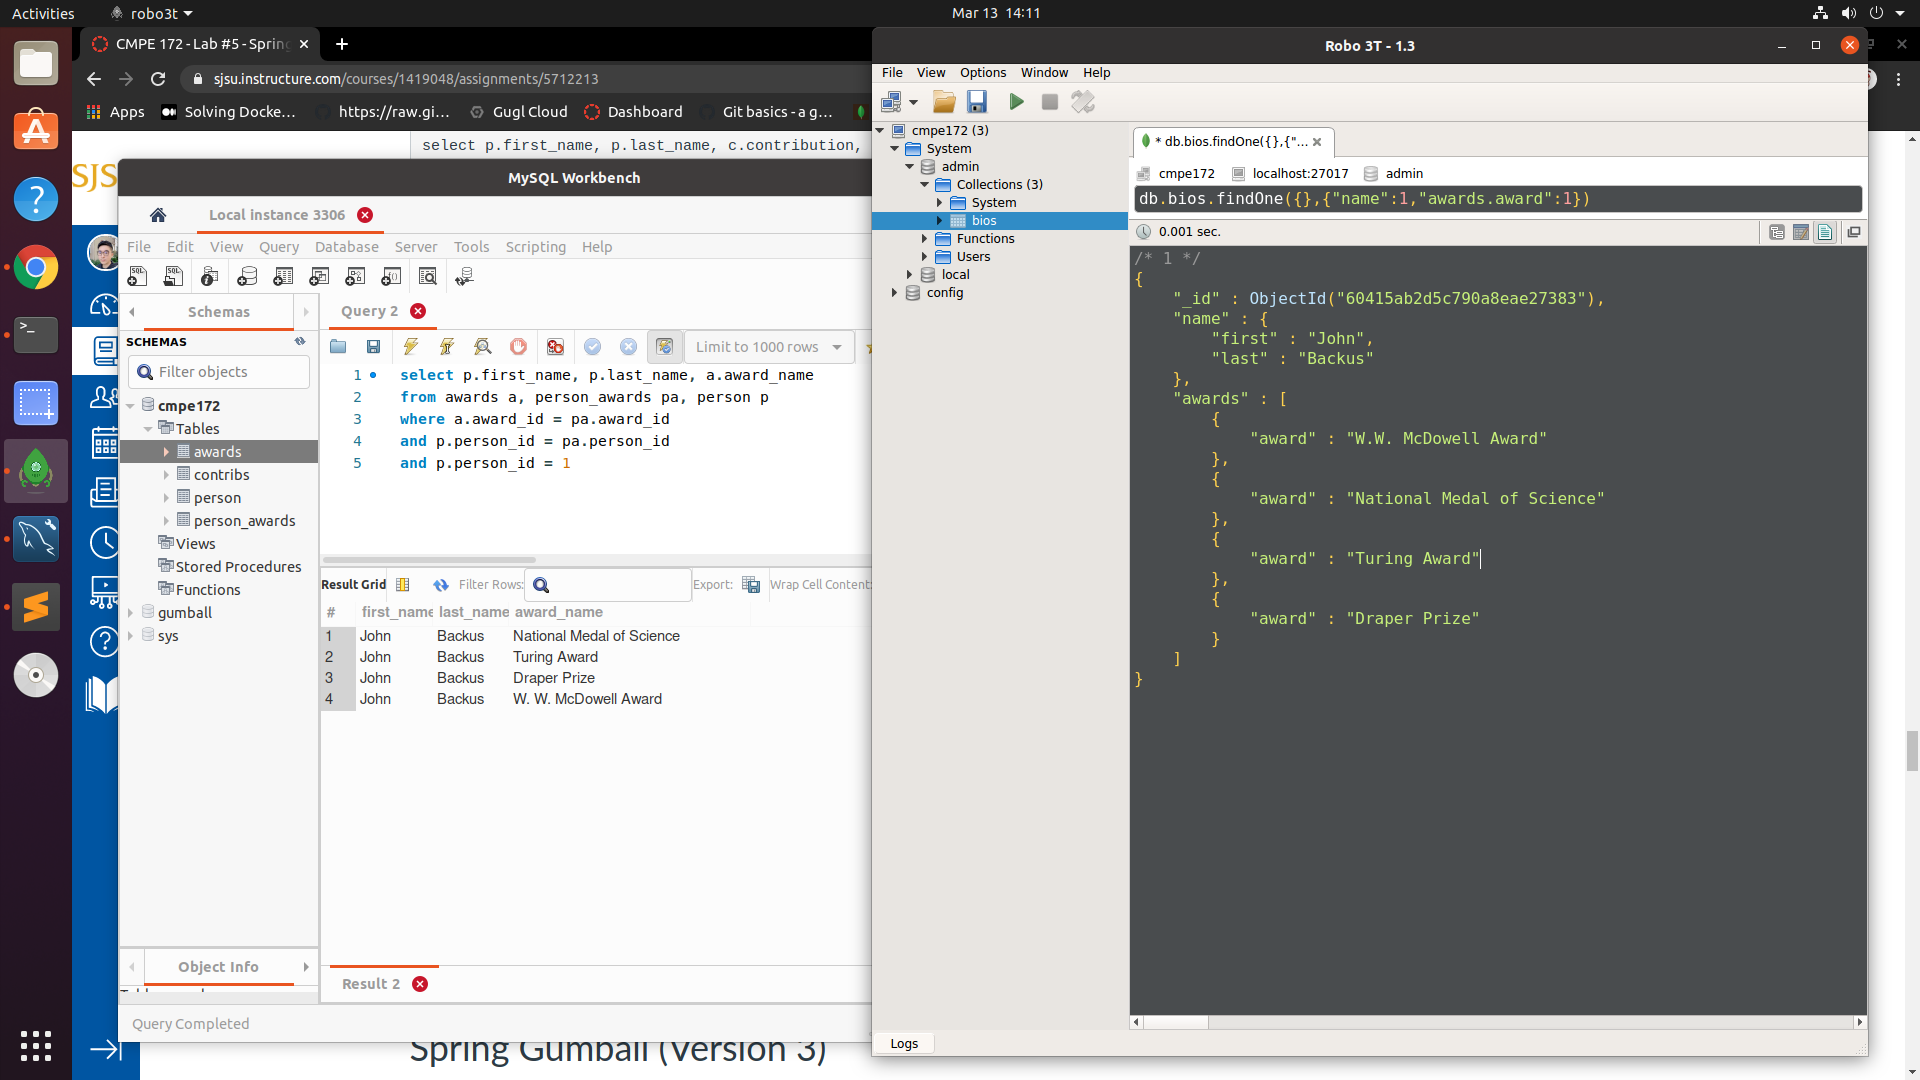 Activities
robo3t
Mar 13 14:11
CMPE 172 - Lab #5 - Spring
sjsu.instructure.com/courses/1419048/assignments/5712213
Apps
Solving Docke...
https://raw.gi...
Gugl Cloud
Dashboard
Git basics - a g...
select p.first_name, p.last_name, c.contribution,
SJS
MySQL Workbench
Local instance 3306
File Edit View Query Database Server Tools Scripting Help
Schemas
Query 2
SCHEMAS
Filter objects
Limit to 1000 rows
cmpe172
Tables
awards
contribs
person
person_awards
Views
Stored Procedures
Functions
gumball
sys
1 select p.first_name, p.last_name, a.award_name
2 from awards a, person_awards pa, person p
3 where a.award_id = pa.award_id
4 and p.person_id = pa.person_id
5 and p.person_id = 1
Result Grid Filter Rows: Export: Wrap Cell Content:
# first_name last_name award_name
1 John Backus National Medal of Science
2 John Backus Turing Award
3 John Backus Draper Prize
4 John Backus W. W. McDowell Award
Object Info
Result 2
Query Completed
Spring Gumball (Version 3)
Robo 3T - 1.3
File View Options Window Help
cmpe172 (3)
System
admin
Collections (3)
System
bios
Functions
Users
local
config
* db.bios.findOne({},{"...
cmpe172 localhost:27017 admin
db.bios.findOne({},{"name":1,"awards.award":1})
0.001 sec.
/* 1 */
{
"_id" : ObjectId("60415ab2d5c790a8eae27383"),
"name" : {
"first" : "John",
"last" : "Backus"
},
"awards" : [
{
"award" : "W.W. McDowell Award"
},
{
"award" : "National Medal of Science"
},
{
"award" : "Turing Award"
},
{
"award" : "Draper Prize"
}
]
}
Logs